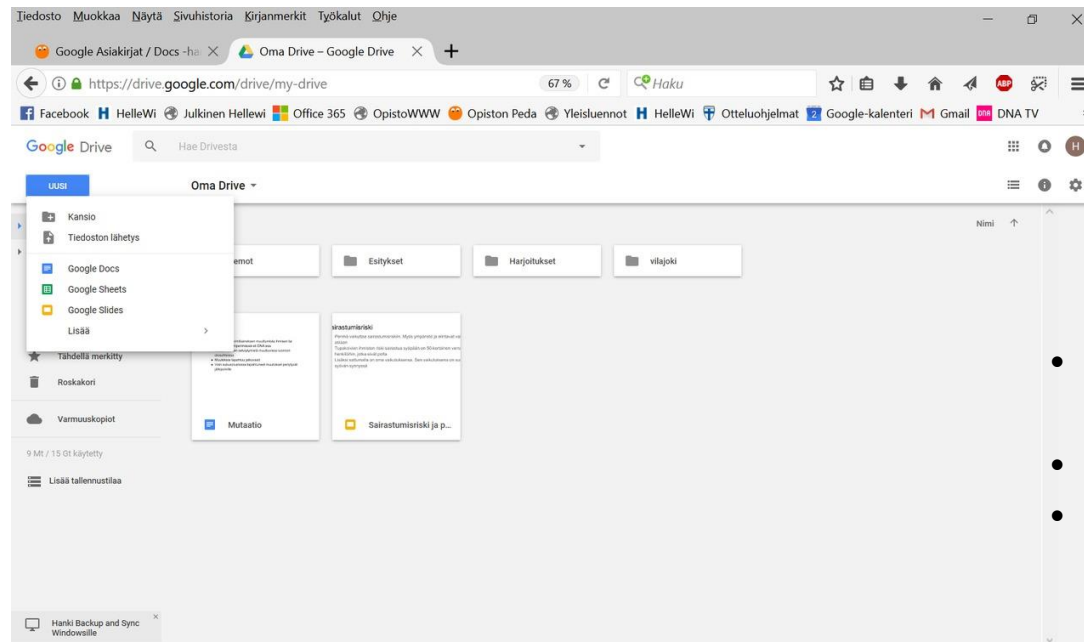 Tiedosto Muokkaa Näytä Sivuhistoria Kirjanmerkit Työkalut Ohje
Google Asiakirjat / Docs -ha
Oma Drive – Google Drive
https://drive.google.com/drive/my-drive 67 % Haku
ABP
Facebook HelleWi Julkinen Hellewi Office 365 OpistoWWW Opiston Peda Yleisluennot HelleWi Otteluohjelmat Google-kalenteri Gmail DNA TV
Google Drive Hae Drivesta H
UUSI Oma Drive
Kansio Nimi
Tiedoston lähetys
emot Esitykset Harjoitukset vilajoki
Google Docs
Google Sheets
Google Slides
Lisää
sirastumisriski
Tähdellä merkitty
Roskakori
Varmuuskopiot Mutaatio Sairastumisriski ja p...
9 Mt / 15 Gt käytetty
Lisää tallennustilaa
Hanki Backup and Sync
Windowsille